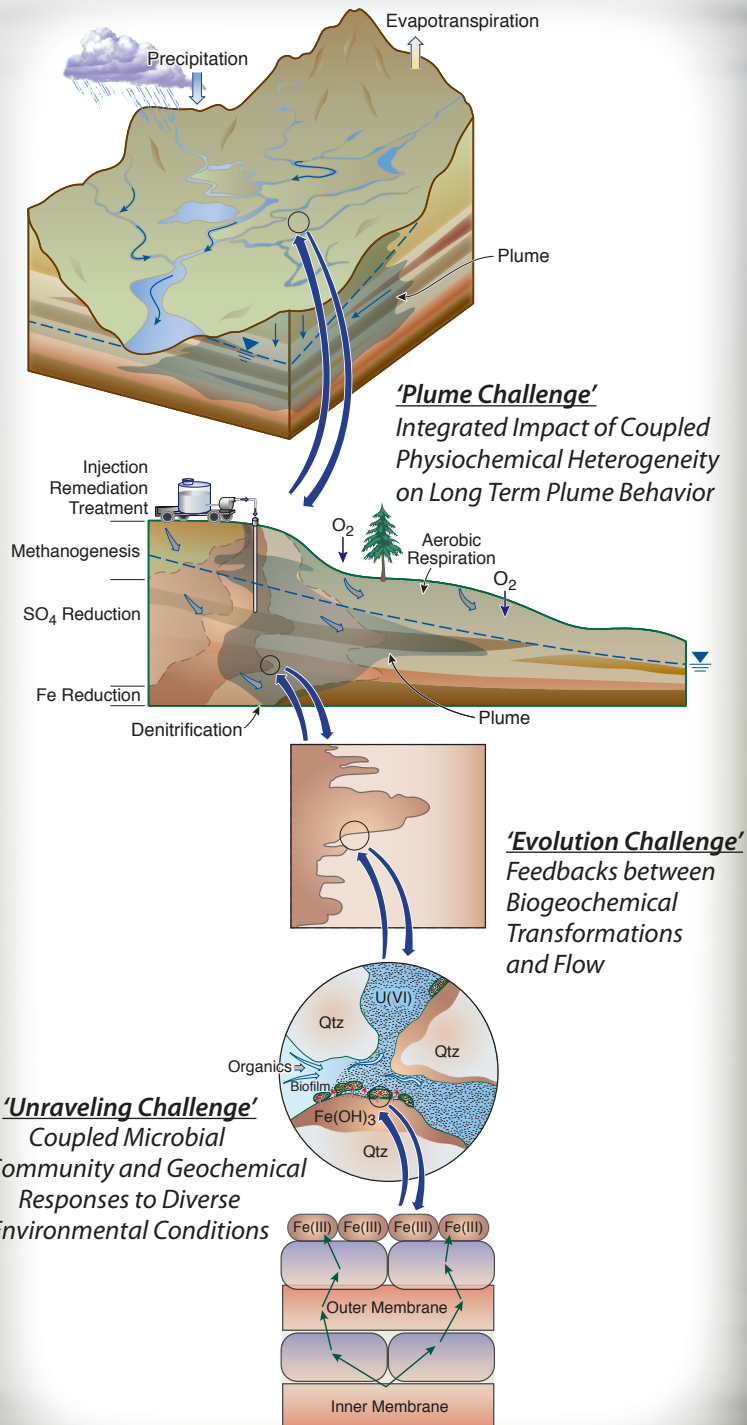 Evapotranspiration
Precipitation
Plume
'Plume Challenge'
Integrated Impact of Coupled
Physiochemical Heterogeneity
on Long Term Plume Behavior
Injection
Remediation
Treatment
O2
Aerobic
Respiration
O2
Methanogenesis
SO4 Reduction
Fe Reduction
Denitrification
Plume
'Evolution Challenge'
Feedbacks between
Biogeochemical
Transformations
and Flow
U(VI)
Qtz
Qtz
Organics
Biofilm
Fe(OH)3
Qtz
'Unraveling Challenge'
Coupled Microbial
ommunity and Geochemical
Responses to Diverse
nvironmental Conditions
Fe(III) Fe(III) Fe(III) Fe(III)
Outer Membrane
Inner Membrane